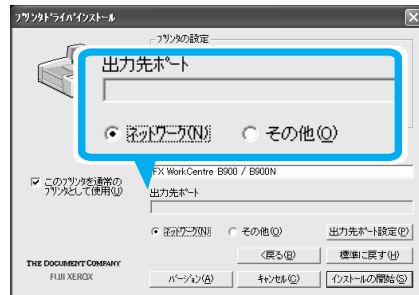 プリンタドライバインストール
プリンタの設定
出力先ポート
ネットワーク(N)
その他(O)
FX WorkCentre B900 / B900N
このプリンタを通常の
プリンタとして使用(U)
出力先ポート
ネットワーク(N)
その他(O)
出力先ポート設定(P)
<戻る(B)
標準に戻す(H)
THE DOCUMENT COMPANY
FUJI XEROX
バージョン(A)
キャンセル(C)
インストールの開始(S)